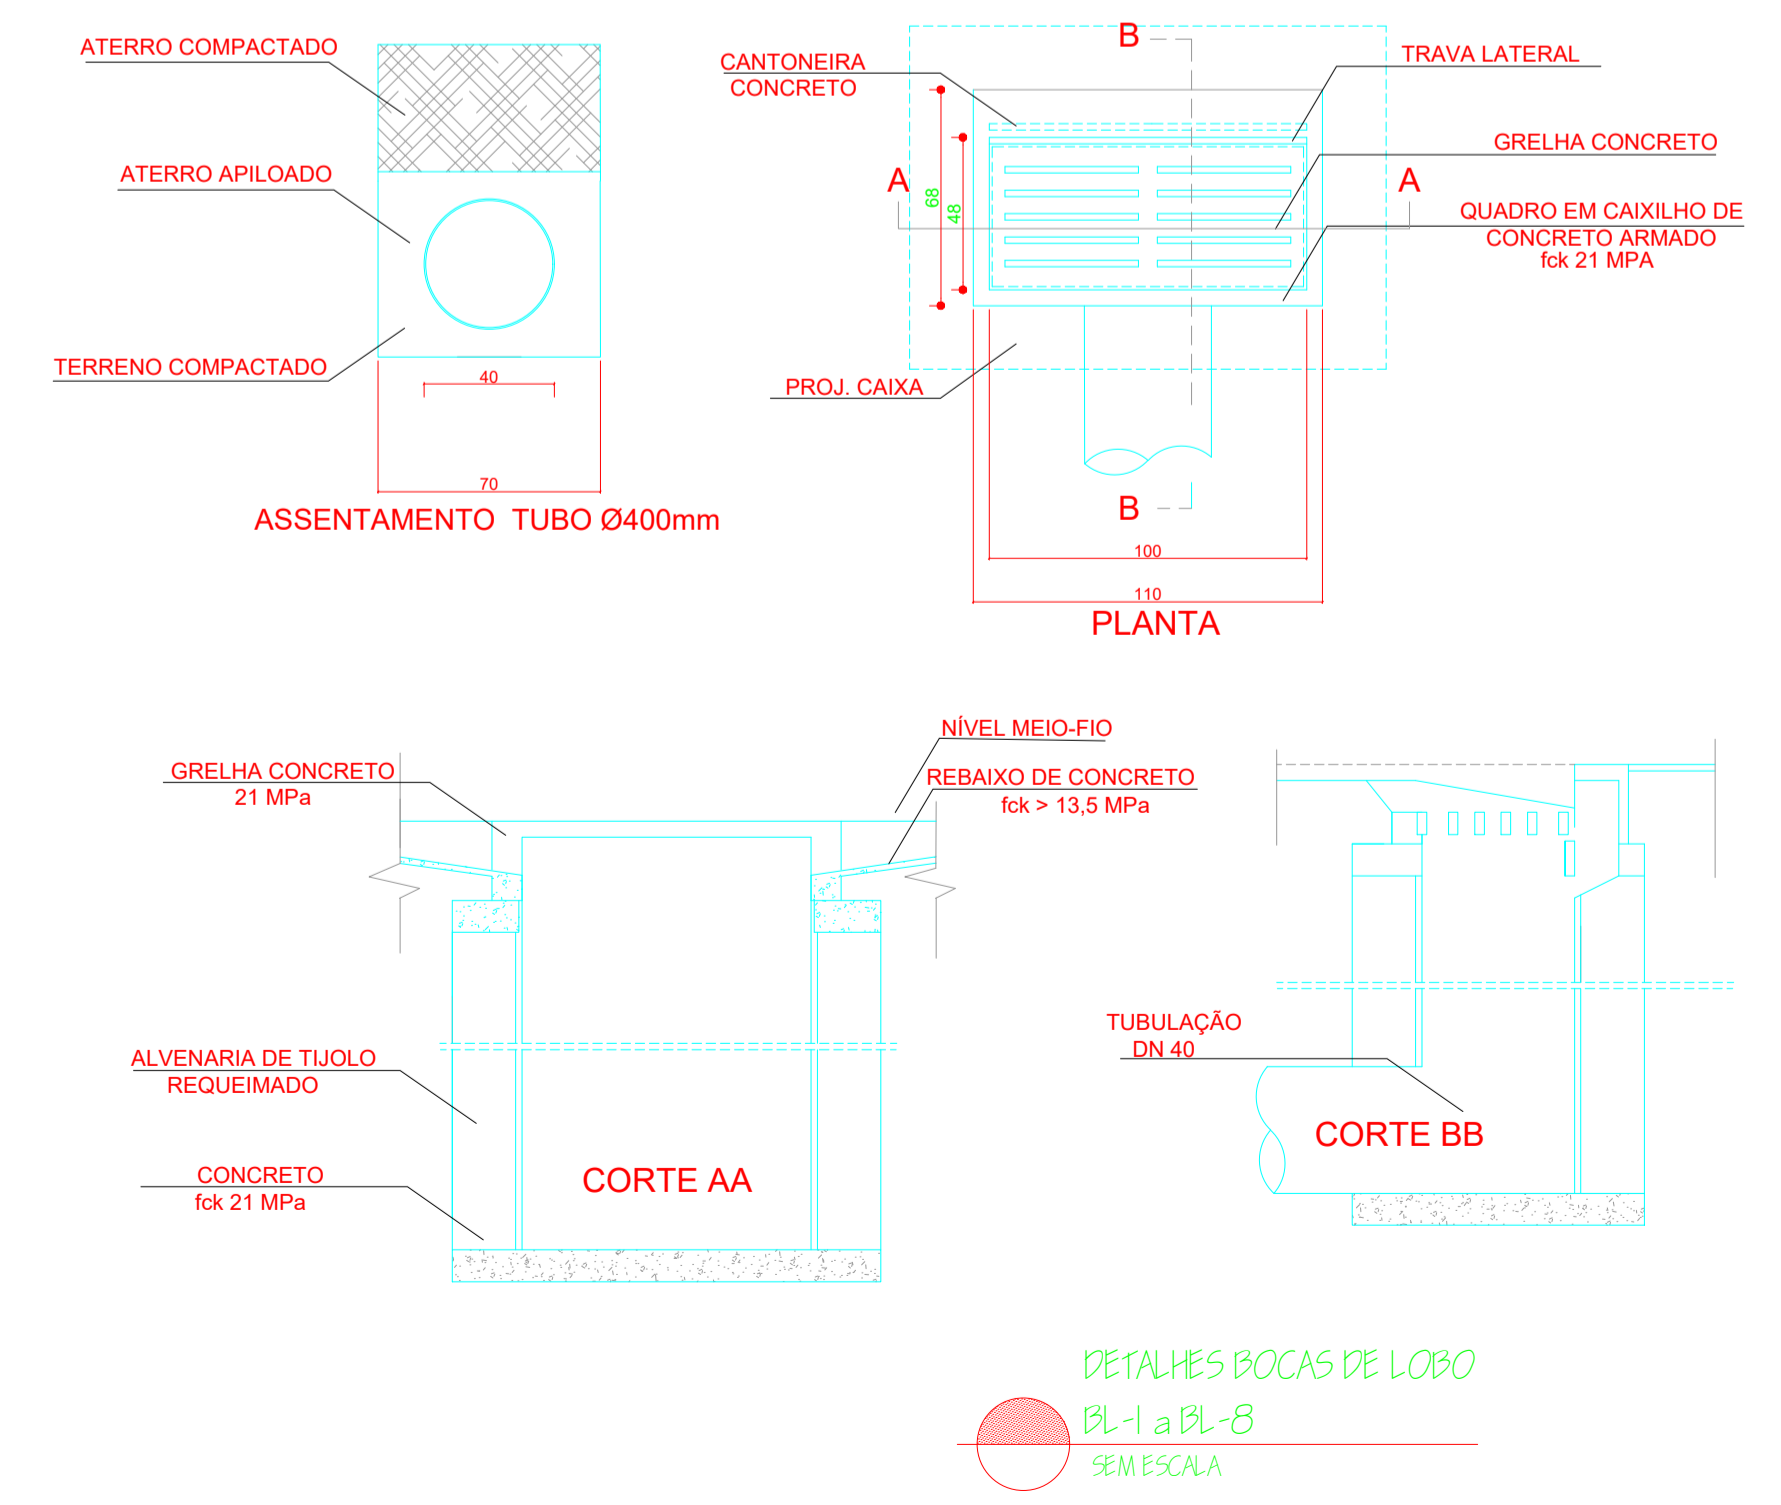 ATERRO COMPACTADO
ATERRO APILOADO
TERRENO COMPACTADO
40
70
ASSENTAMENTO TUBO Ø400mm
B
CANTONEIRA
CONCRETO
TRAVA LATERAL
GRELHA CONCRETO
A
A
68
48
QUADRO EM CAIXILHO DE
CONCRETO ARMADO
fck 21 MPA
PROJ. CAIXA
B
100
110
PLANTA
NÍVEL MEIO-FIO
GRELHA CONCRETO
21 MPa
REBAIXO DE CONCRETO
fck > 13,5 MPa
ALVENARIA DE TIJOLO
REQUEIMADO
CONCRETO
fck 21 MPa
CORTE AA
TUBULAÇÃO
DN 40
CORTE BB
DETALHES BOCAS DE LOBO
BL-1 a BL-8
SEM ESCALA